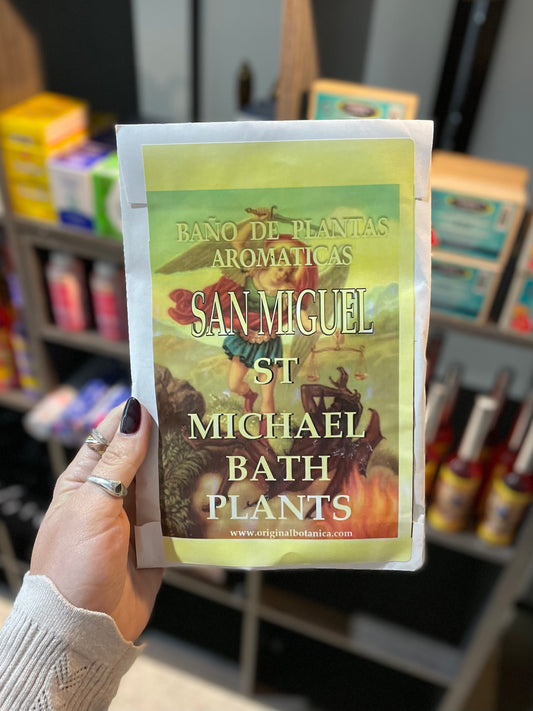 BAÑO DE PLANTAS
AROMATICAS
SAN MIGUEL
ST
MICHAEL
BATH
PLANTS
www.originalbotanica.com